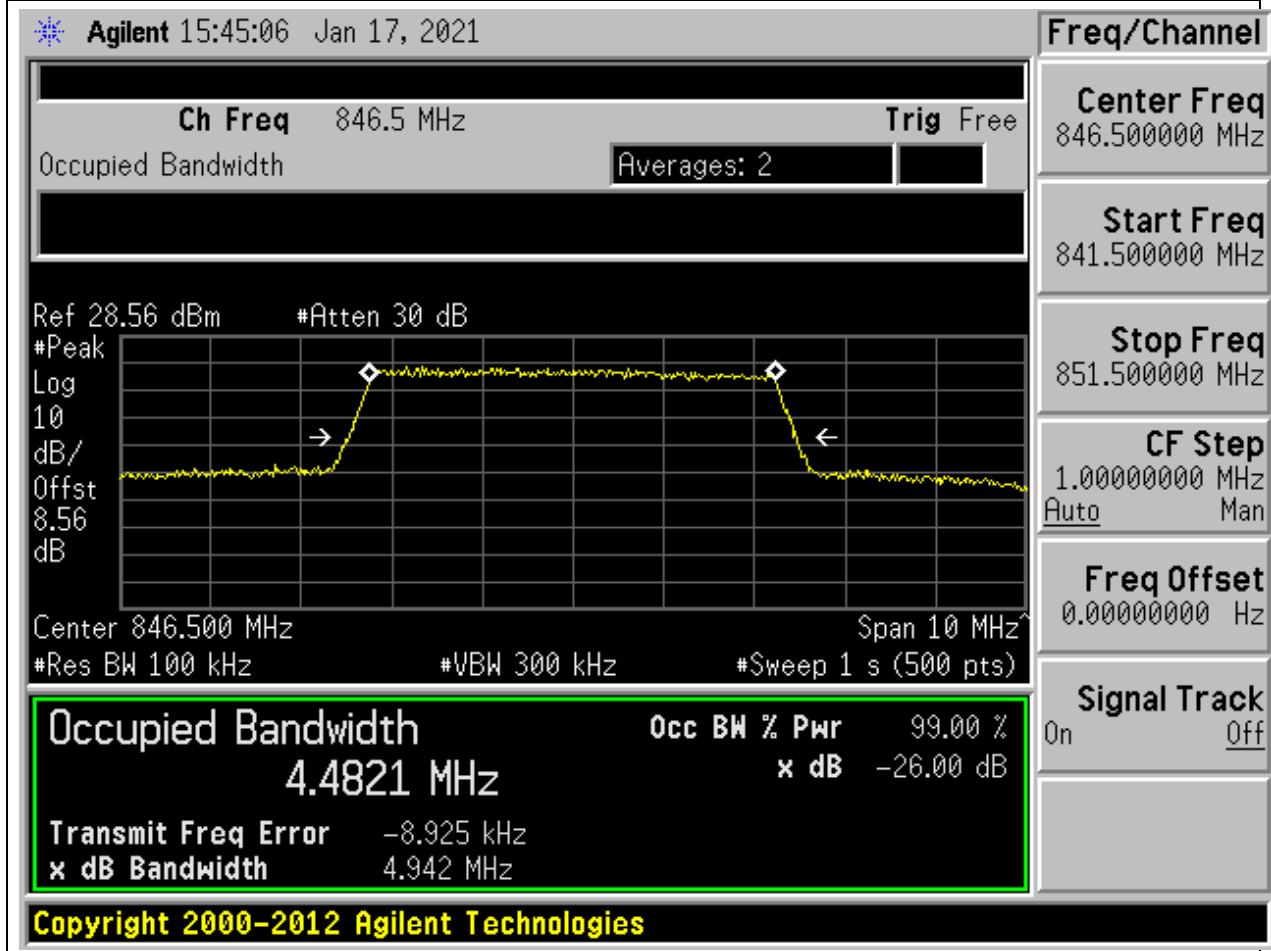 Agilent 15:45:06 Jan 17, 2021
Freq/Channel
Ch Freq 846.5 MHz Trig Free
Occupied Bandwidth Averages: 2
Center Freq
846.500000 MHz
Start Freq
841.500000 MHz
Stop Freq
851.500000 MHz
CF Step
1.00000000 MHz
Auto Man
Freq Offset
0.00000000 Hz
Signal Track
On Off
Ref 28.56 dBm #Atten 30 dB
#Peak
Log
10
dB/
Offst
8.56
dB
Center 846.500 MHz Span 10 MHz^
#Res BW 100 kHz #VBW 300 kHz #Sweep 1 s (500 pts)
Occupied Bandwidth Occ BW % Pwr 99.00 %
4.4821 MHz x dB -26.00 dB
Transmit Freq Error -8.925 kHz
x dB Bandwidth 4.942 MHz
Copyright 2000-2012 Agilent Technologies